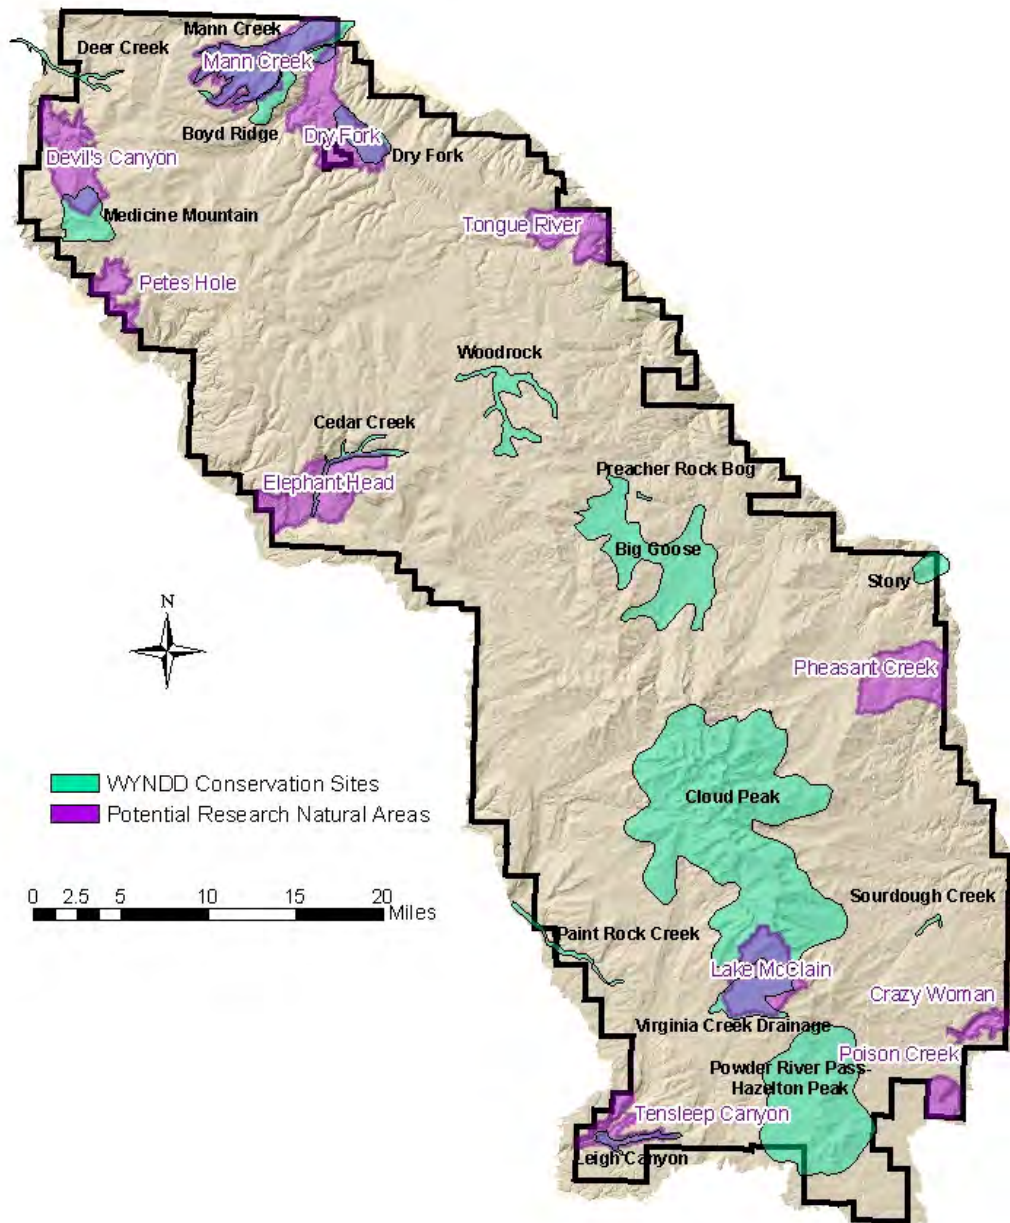 Mann Creek
Deer Creek
Mann Creek
Boyd Ridge
Dry Fork
Dry Fork
Devil's Canyon
Medicine Mountain
Tongue River
Petes Hole
Woodrock
Cedar Creek
Preacher Rock Bog
Elephant Head
Big Goose
Story
N
Pheasant Creek
WYNDD Conservation Sites
Cloud Peak
Potential Research Natural Areas
0 2.5 5 10 15 20
Miles
Sourdough Creek
Paint Rock Creek
Lake McClain
Crazy Woman
Virginia Creek Drainage
Poison Creek
Powder River Pass-
Hazelton Peak
Tensleep Canyon
Leigh Canyon